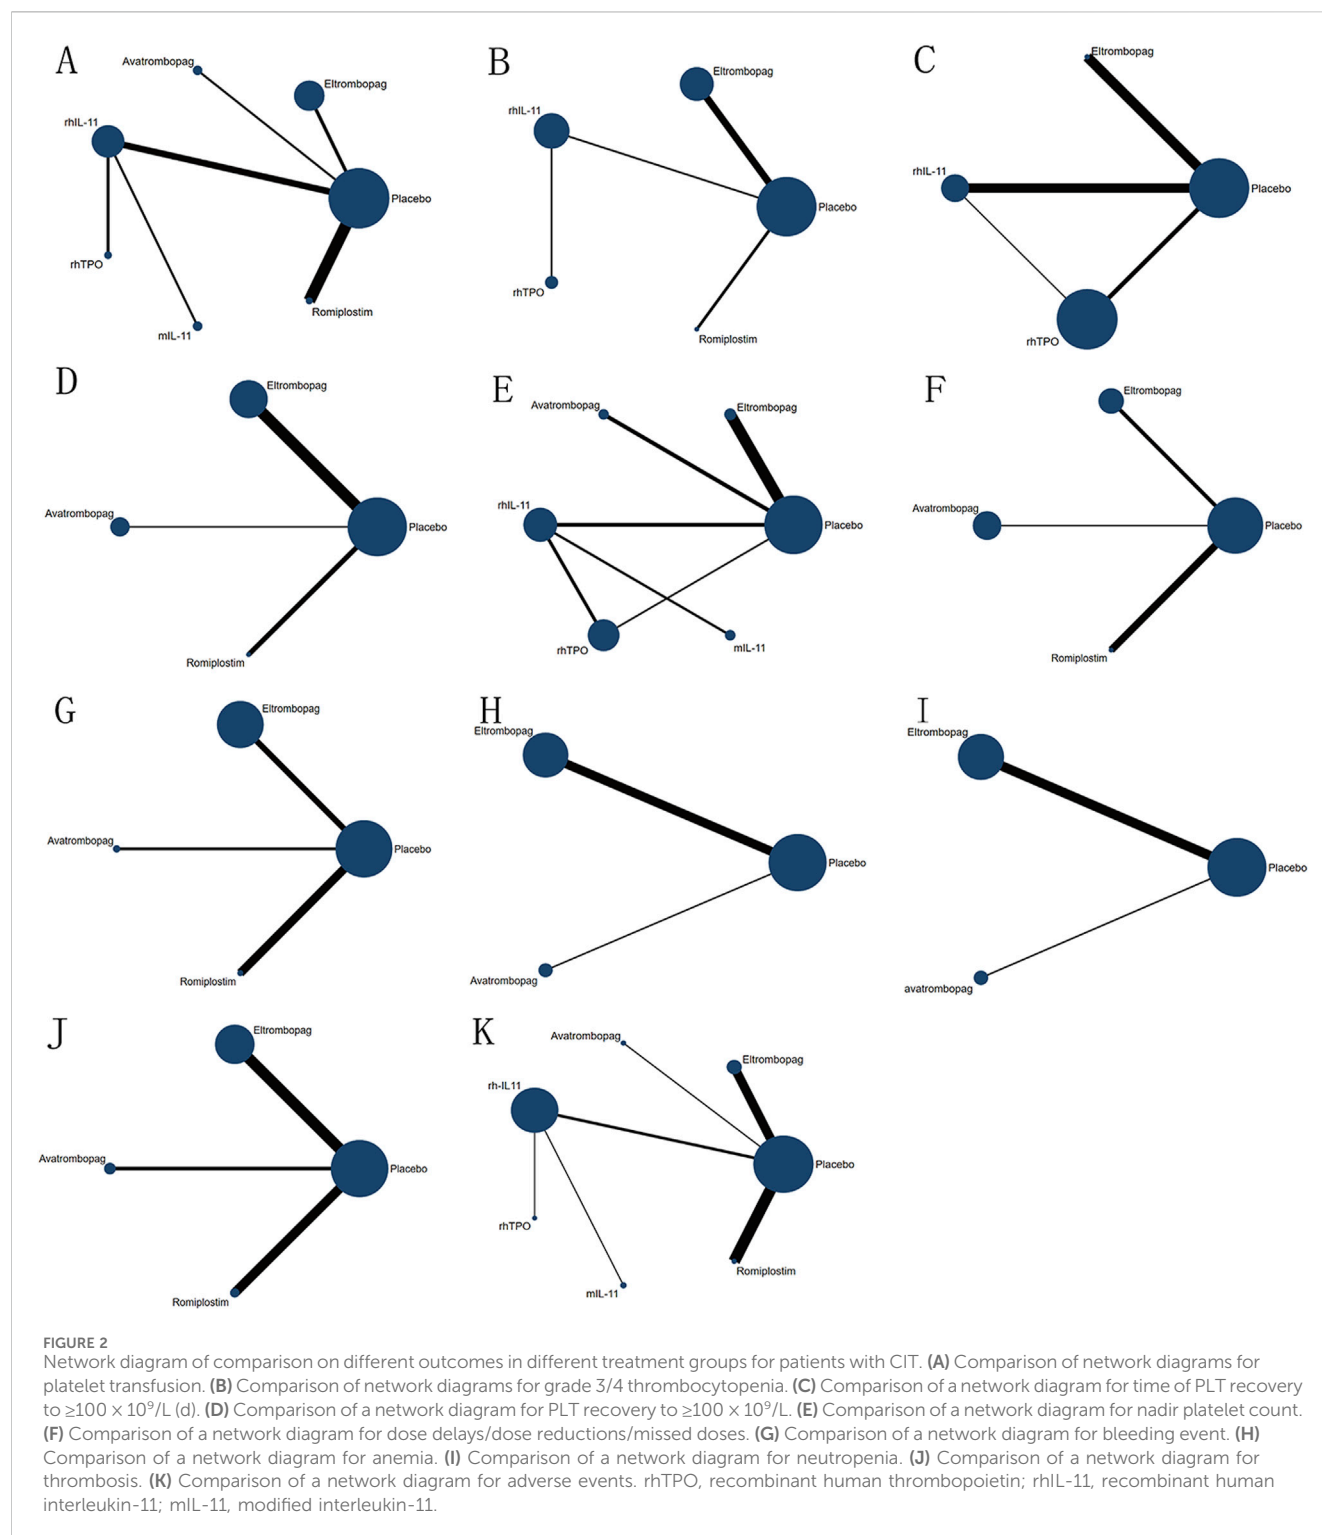 A
Avatrombopag
Eltrombopag
rhIL-11
Placebo
rhTPO
Romiplostim
mIL-11
B
Eltrombopag
rhIL-11
Placebo
rhTPO
Romiplostim
C
Eltrombopag
rhIL-11
Placebo
rhTPO
D
Eltrombopag
Avatrombopag
Placebo
Romiplostim
E
Avatrombopag
Eltrombopag
rhIL-11
Placebo
rhTPO
mIL-11
F
Eltrombopag
Avatrombopag
Placebo
Romiplostim
G
Eltrombopag
Avatrombopag
Placebo
Romiplostim
H
Eltrombopag
Placebo
Avatrombopag
I
Eltrombopag
Placebo
avatrombopag
J
Eltrombopag
Avatrombopag
Placebo
Romiplostim
K
Avatrombopag
Eltrombopag
rh-IL11
Placebo
rhTPO
Romiplostim
mIL-11
FIGURE 2
Network diagram of comparison on different outcomes in different treatment groups for patients with CIT. (A) Comparison of network diagrams for
platelet transfusion. (B) Comparison of network diagrams for grade 3/4 thrombocytopenia. (C) Comparison of a network diagram for time of PLT recovery
to ≥100 × 10⁹/L (d). (D) Comparison of a network diagram for PLT recovery to ≥100 × 10⁹/L. (E) Comparison of a network diagram for nadir platelet count.
(F) Comparison of a network diagram for dose delays/dose reductions/missed doses. (G) Comparison of a network diagram for bleeding event. (H)
Comparison of a network diagram for anemia. (I) Comparison of a network diagram for neutropenia. (J) Comparison of a network diagram for
thrombosis. (K) Comparison of a network diagram for adverse events. rhTPO, recombinant human thrombopoietin; rhIL-11, recombinant human
interleukin-11; mIL-11, modified interleukin-11.